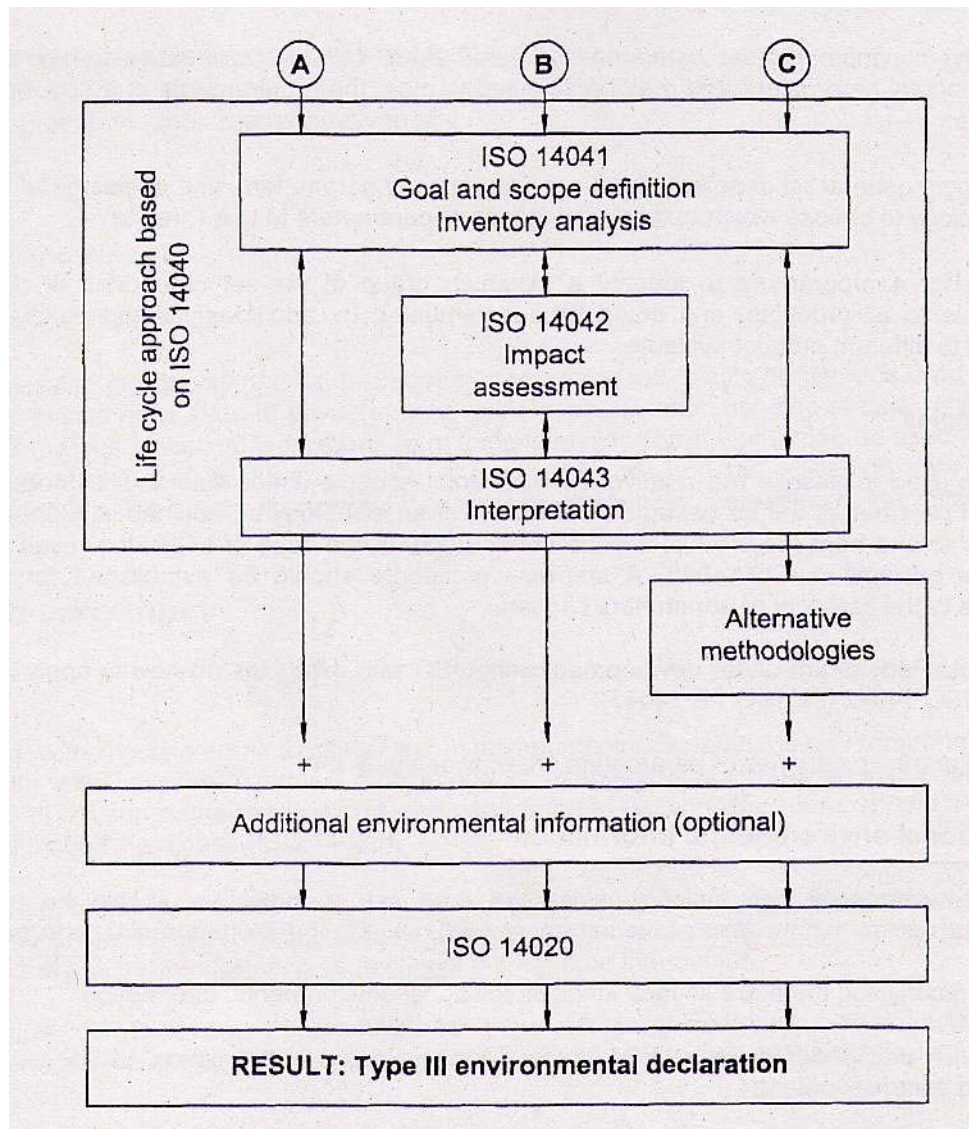 A B C
ISO 14041
Goal and scope definition
Inventory analysis
Life cycle approach based
on ISO 14040
ISO 14042
Impact
assessment
ISO 14043
Interpretation
Alternative
methodologies
+ + +
Additional environmental information (optional)
ISO 14020
RESULT: Type III environmental declaration